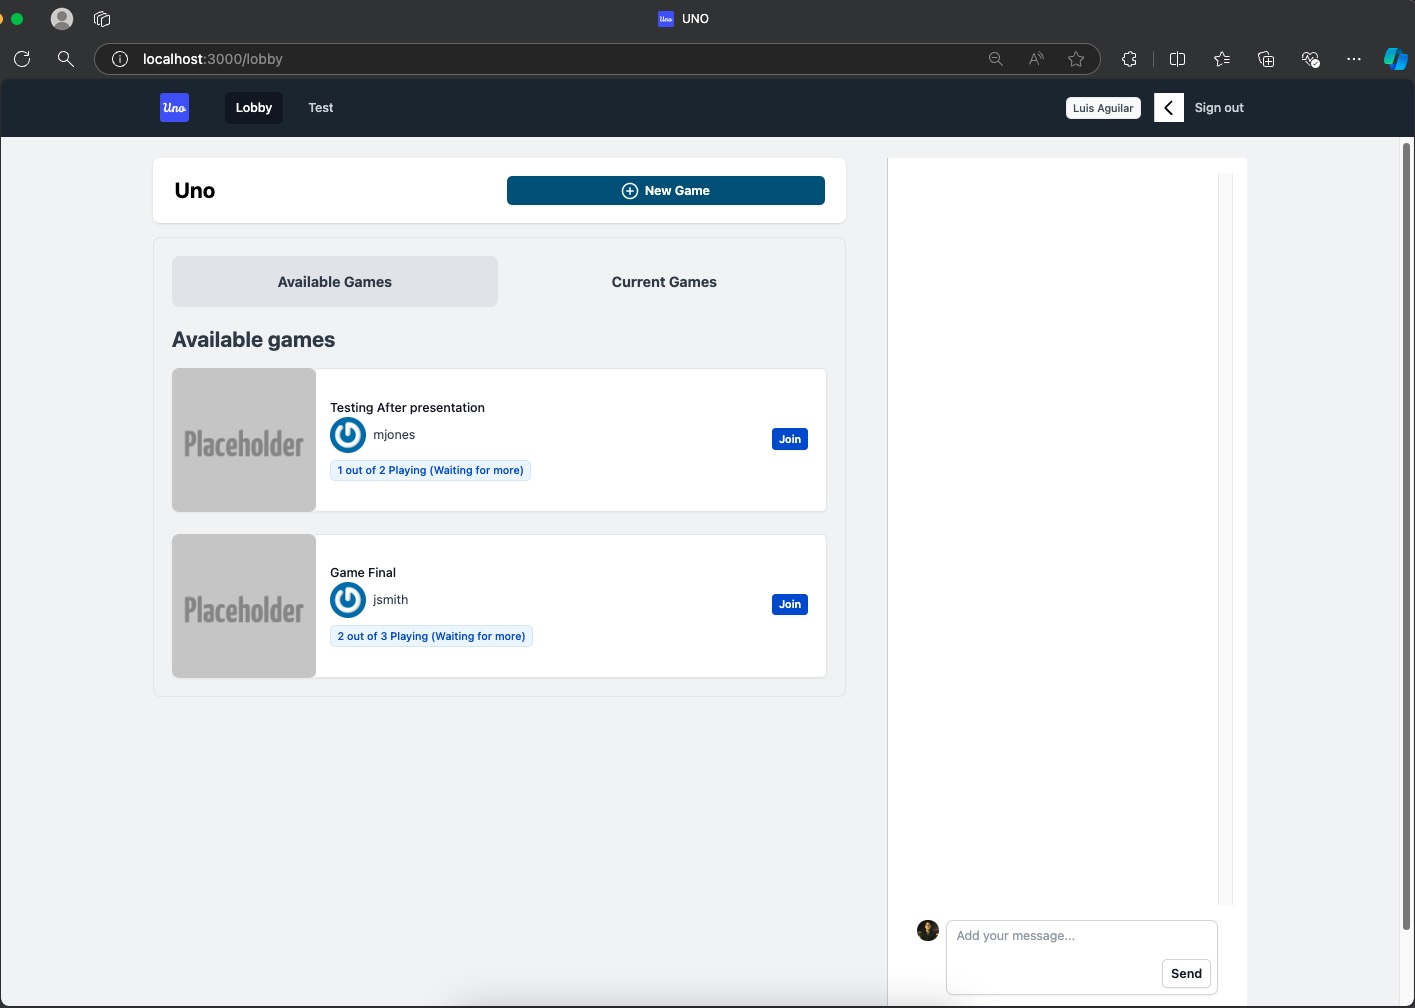 Uno UNO
localhost:3000/lobby
Uno Lobby Test Luis Aguilar Sign out
Uno
New Game
Available Games Current Games
Available games
Placeholder
Testing After presentation
mjones
1 out of 2 Playing (Waiting for more)
Join
Placeholder
Game Final
jsmith
2 out of 3 Playing (Waiting for more)
Join
Add your message...
Send